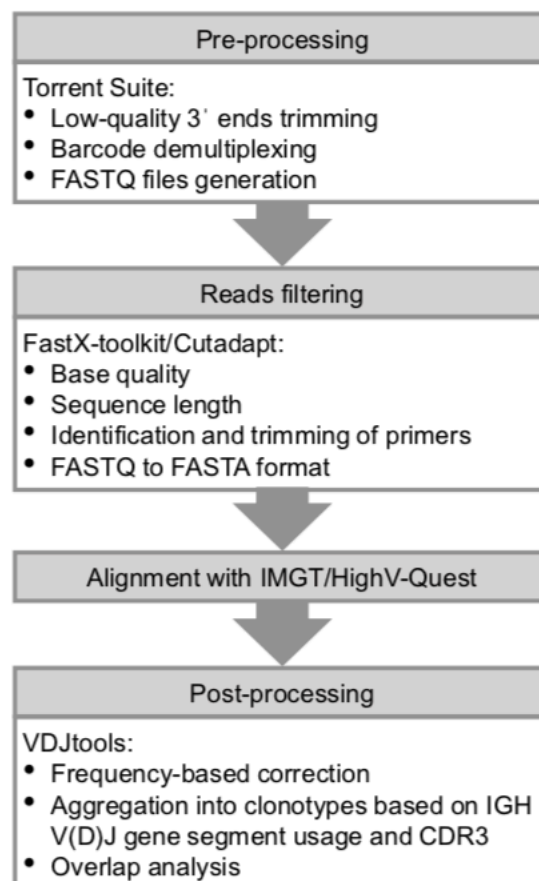 Pre-processing
Torrent Suite:
• Low-quality 3˙ ends trimming
• Barcode demultiplexing
• FASTQ files generation
Reads filtering
FastX-toolkit/Cutadapt:
• Base quality
• Sequence length
• Identification and trimming of primers
• FASTQ to FASTA format
Alignment with IMGT/HighV-Quest
Post-processing
VDJtools:
• Frequency-based correction
• Aggregation into clonotypes based on IGH
V(D)J gene segment usage and CDR3
• Overlap analysis